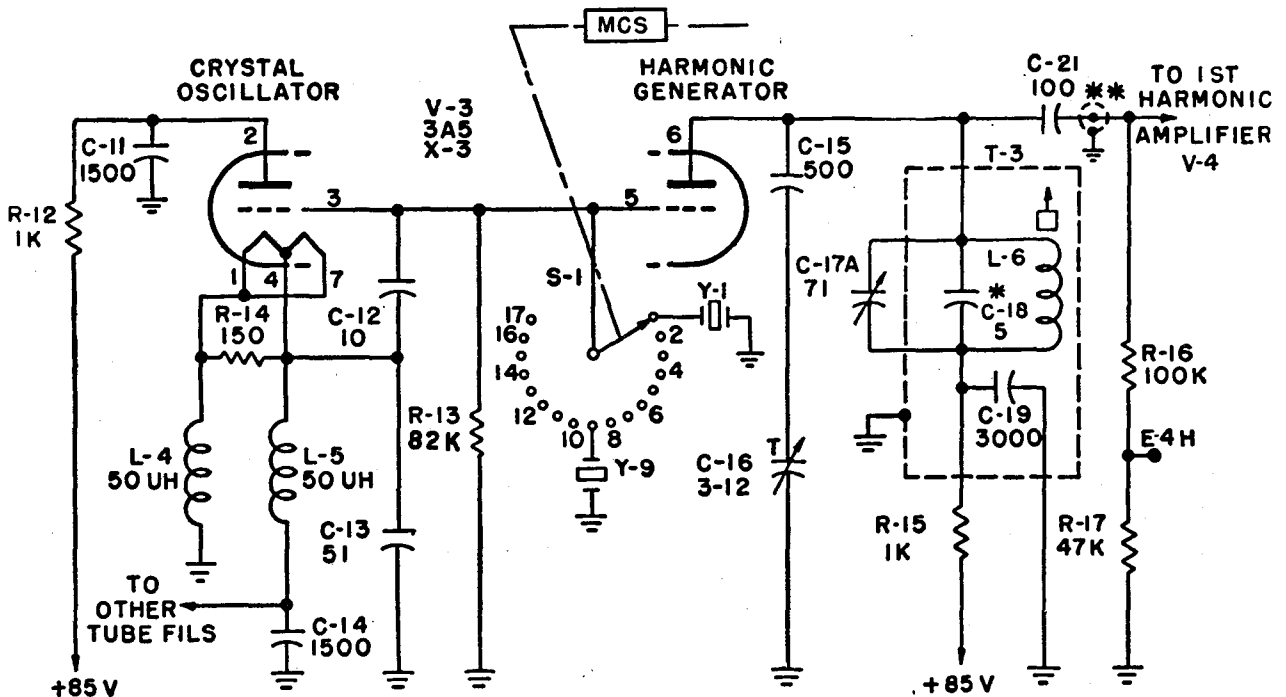 MCS
CRYSTAL
OSCILLATOR
HARMONIC
GENERATOR
V-3
3A5
X-3
C-21
100
**
TO 1ST
HARMONIC
AMPLIFIER
V-4
2
C-11
1500
6
C-15
500
T-3
R-12
1K
3
5
1
4
7
S-1
C-17A
71
L-6
*
C-18
5
R-14
150
C-12
10
Y-1
17
16
14
12
10
8
6
4
2
R-16
100K
R-13
82K
C-19
3000
E-4H
L-4
50 UH
L-5
50 UH
Y-9
T
C-16
3-12
C-13
51
R-15
1K
R-17
47K
TO
OTHER
TUBE FILS
C-14
1500
+85V
+85V